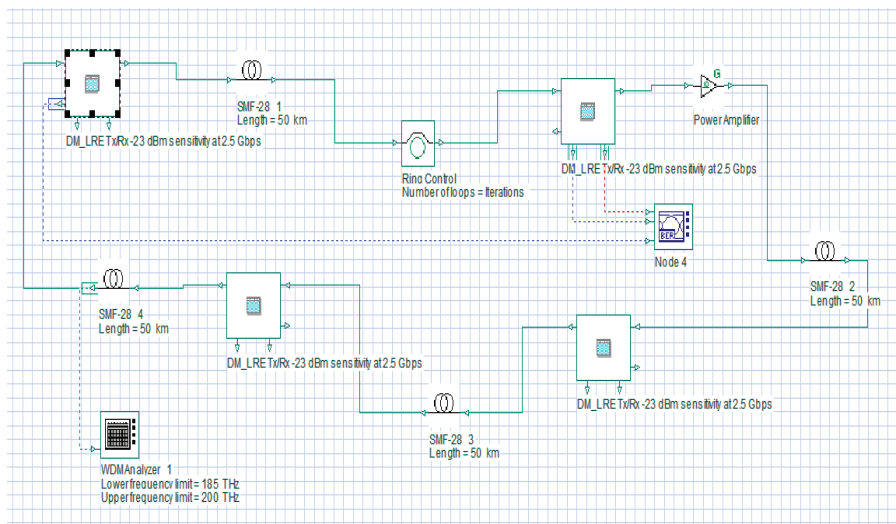 SMF-28 1
Length = 50 km
DM_LRE Tx/Rx -23 dBm sensitivity at 2.5 Gbps
Ring Control
Number of loops = Iterations
G
Power Amplifier
DM_LRE Tx/Rx -23 dBm sensitivity at 2.5 Gbps
BER
Node 4
SMF-28 2
Length = 50 km
SMF-28 4
Length = 50 km
DM_LRE Tx/Rx -23 dBm sensitivity at 2.5 Gbps
DM_LRE Tx/Rx -23 dBm sensitivity at 2.5 Gbps
SMF-28 3
Length = 50 km
WDM Analyzer 1
Lower frequency limit = 185 THz
Upper frequency limit = 200 THz